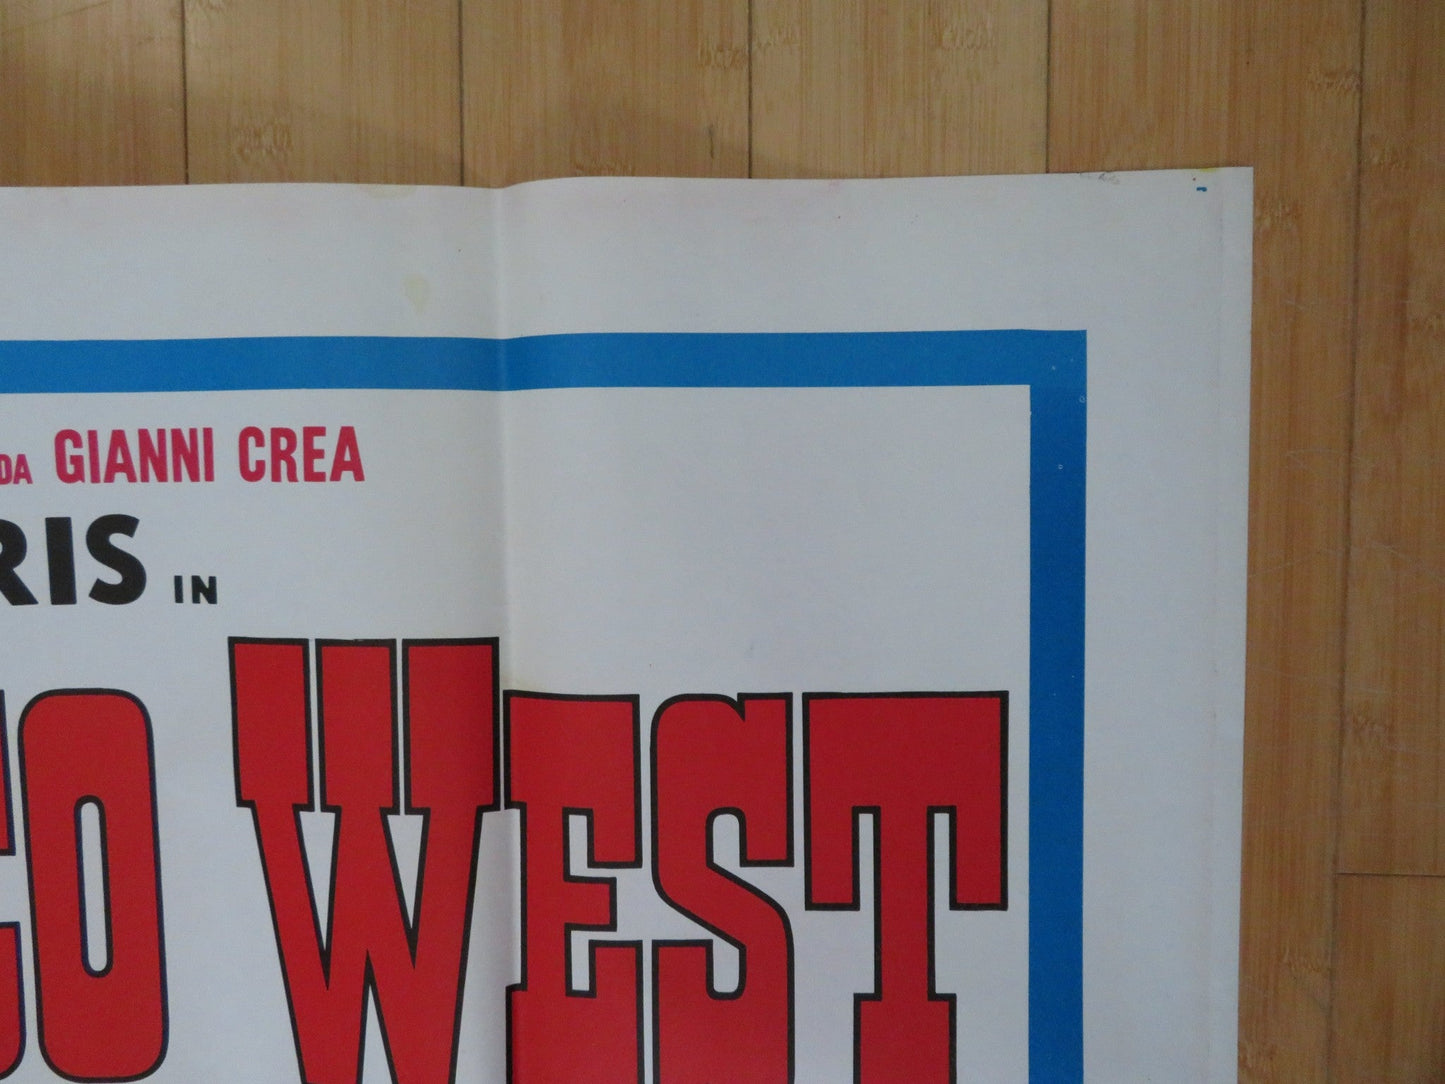 DA GIANNI CREA
RIS IN
CO WEST